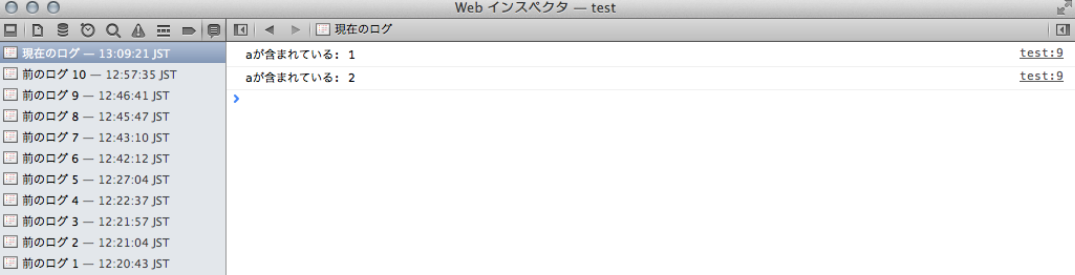 Web インスペクタ — test
現在のログ
現在のログ — 13:09:21 JST
前のログ 10 — 12:57:35 JST
前のログ 9 — 12:46:41 JST
前のログ 8 — 12:45:47 JST
前のログ 7 — 12:43:10 JST
前のログ 6 — 12:42:12 JST
前のログ 5 — 12:27:04 JST
前のログ 4 — 12:22:37 JST
前のログ 3 — 12:21:57 JST
前のログ 2 — 12:21:04 JST
前のログ 1 — 12:20:43 JST
aが含まれている: 1 test:9
aが含まれている: 2 test:9